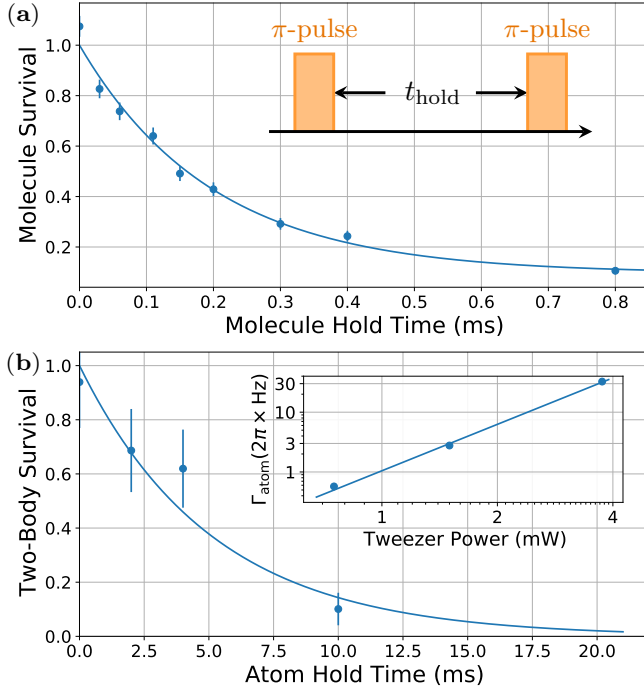 (a)
π-pulse π-pulse
t_hold
Molecule Survival
1.0
0.8
0.6
0.4
0.2
0.0 0.1 0.2 0.3 0.4 0.5 0.6 0.7 0.8
Molecule Hold Time (ms)
(b)
Two-Body Survival
1.0
0.8
0.6
0.4
0.2
0.0
Γ_atom(2π × Hz)
30
10
3
1
1 2 4
Tweezer Power (mW)
0.0 2.5 5.0 7.5 10.0 12.5 15.0 17.5 20.0
Atom Hold Time (ms)